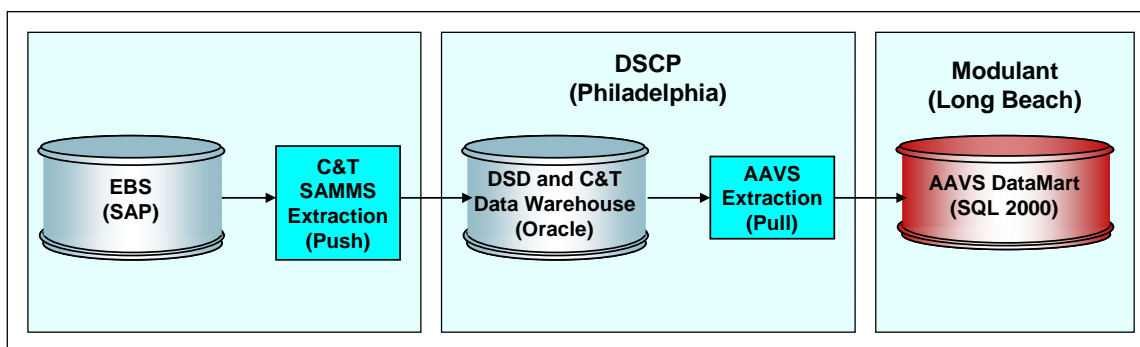 EBS
(SAP)
C&T
SAMMS
Extraction
(Push)
DSCP
(Philadelphia)
DSD and C&T
Data Warehouse
(Oracle)
AAVS
Extraction
(Pull)
Modulant
(Long Beach)
AAVS DataMart
(SQL 2000)